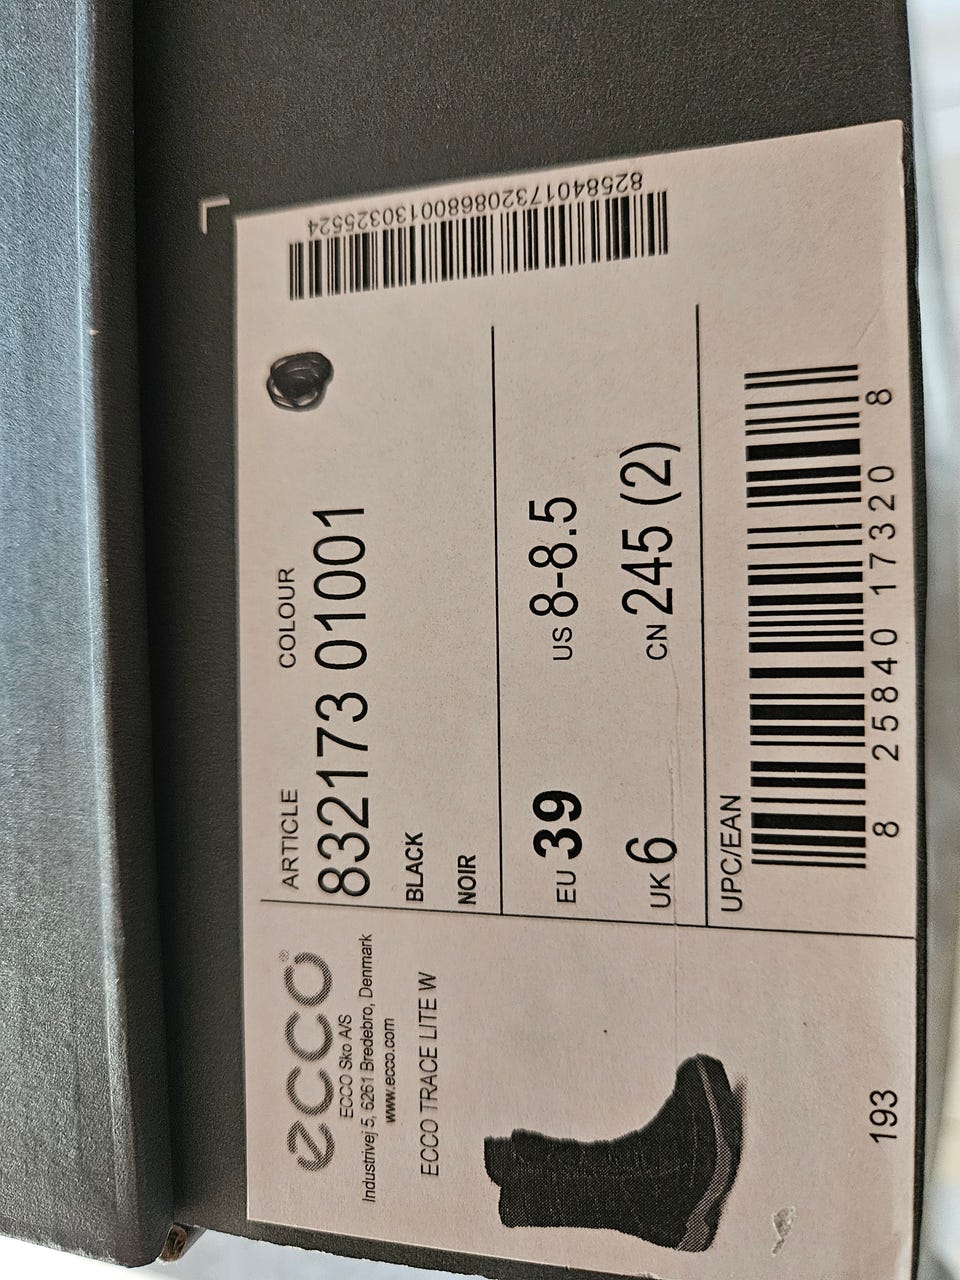 ecco®
ECCO Sko A/S
Industrivej 5, 6261 Bredebro, Denmark
www.ecco.com
ECCO TRACE LITE W
193
ARTICLE COLOUR
832173 01001
BLACK
NOIR
EU 39 US 8-8.5
UK 6 CN 245 (2)
UPC/EAN
8 25840 17320 8
8258401732086800130325524